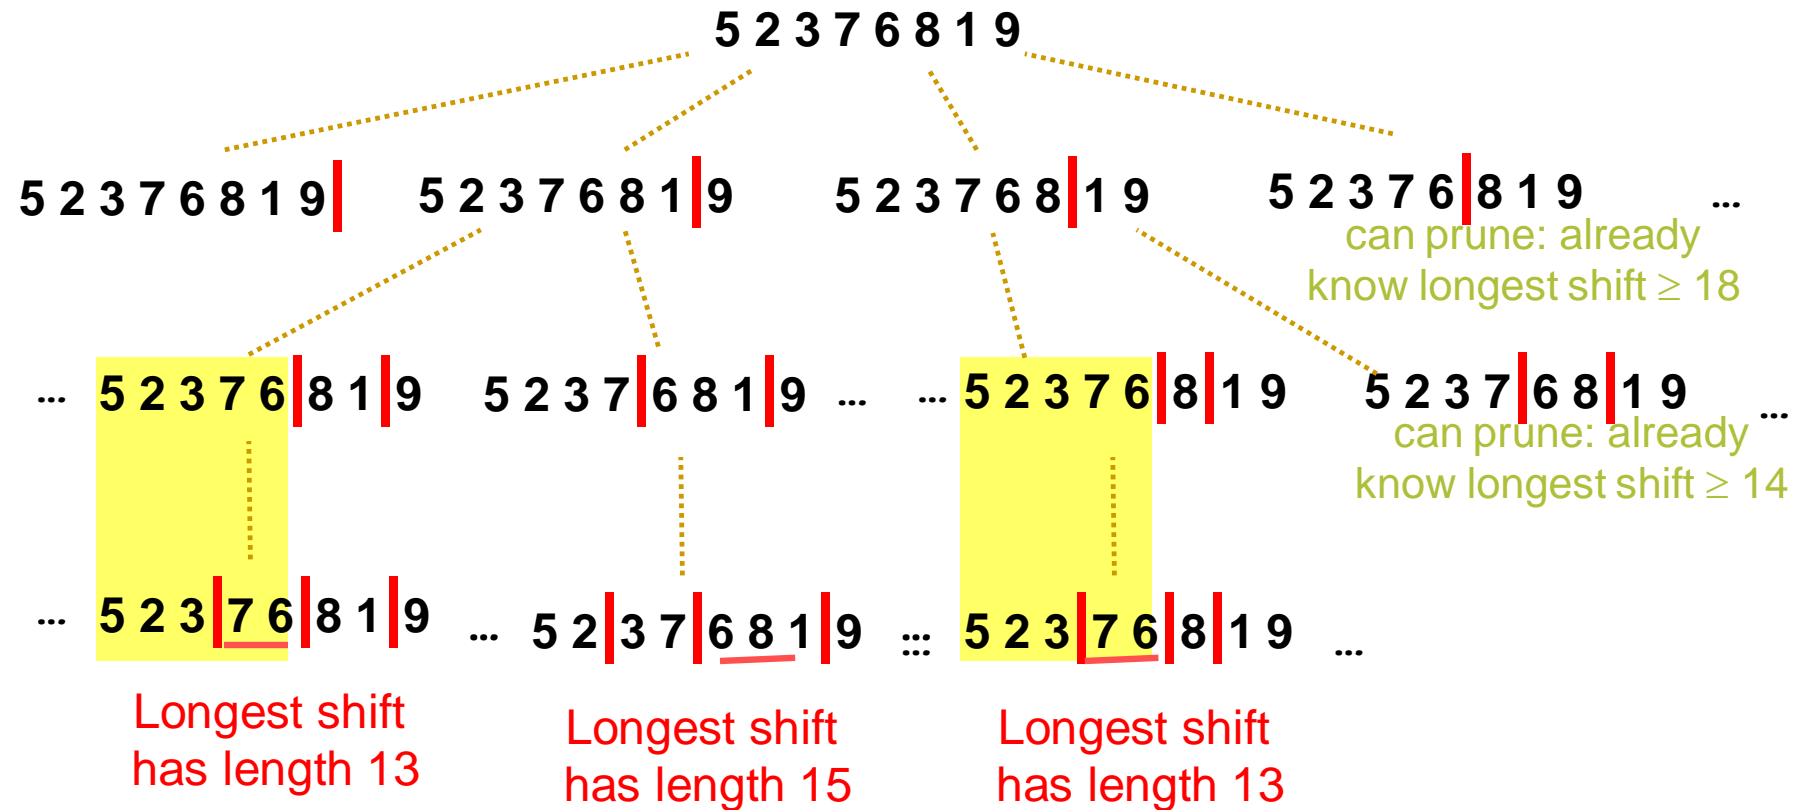 5 2 3 7 6 8 1 9
5 2 3 7 6 8 1 9| 5 2 3 7 6 8 1|9 5 2 3 7 6 8|1 9 5 2 3 7 6|8 1 9 ...
can prune: already
know longest shift ≥ 18
... 5 2 3 7 6|8 1|9 5 2 3 7|6 8 1|9 ... ... 5 2 3 7 6|8|1 9 5 2 3 7|6 8|1 9 ...
can prune: already
know longest shift ≥ 14
... 5 2 3|7 6|8 1|9 ... 5 2|3 7|6 8 1|9 ... ... 5 2 3|7 6|8|1 9 ...
Longest shift
has length 13
Longest shift
has length 15
Longest shift
has length 13